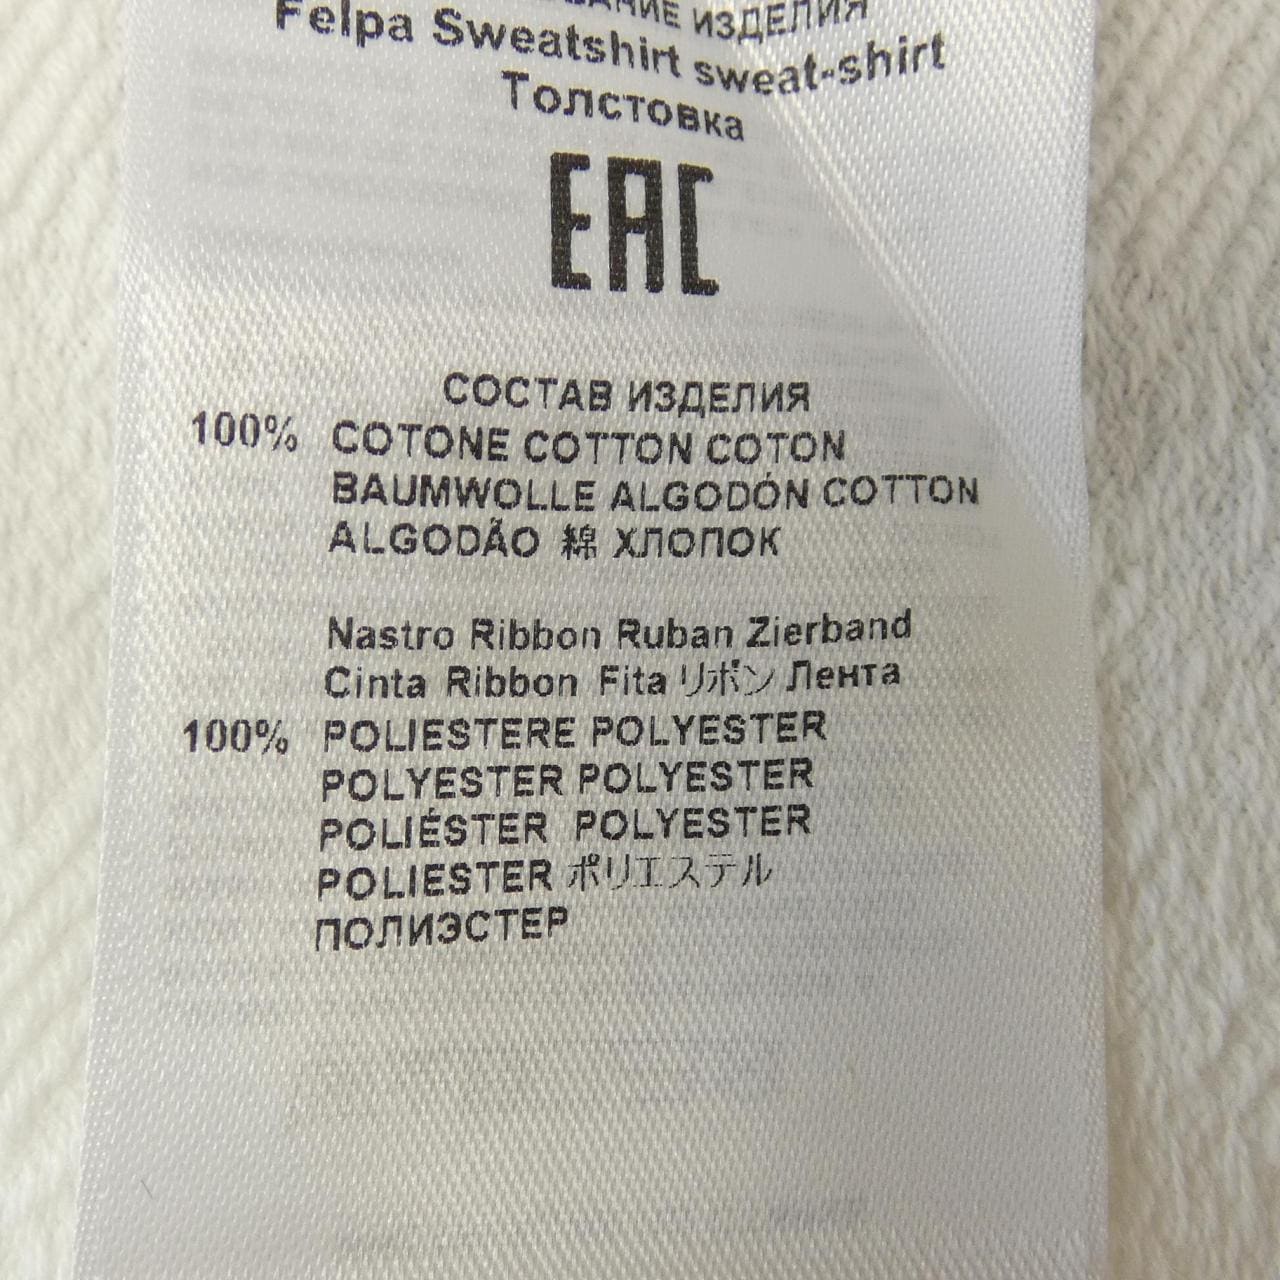 ИЗДЕЛИЯ
Felpa Sweatshirt sweat-shirt
Толстовка
EAC
СОСТАВ ИЗДЕЛИЯ
100% COTONE COTTON COTON
BAUMWOLLE ALGODÓN COTTON
ALGODÃO 綿 ХЛОПОК
Nastro Ribbon Ruban Zierband
Cinta Ribbon Fita リボン Лента
100% POLIESTERE POLYESTER
POLYESTER POLYESTER
POLIÉSTER POLYESTER
POLIESTER ポリエステル
ПОЛИЭСТЕР